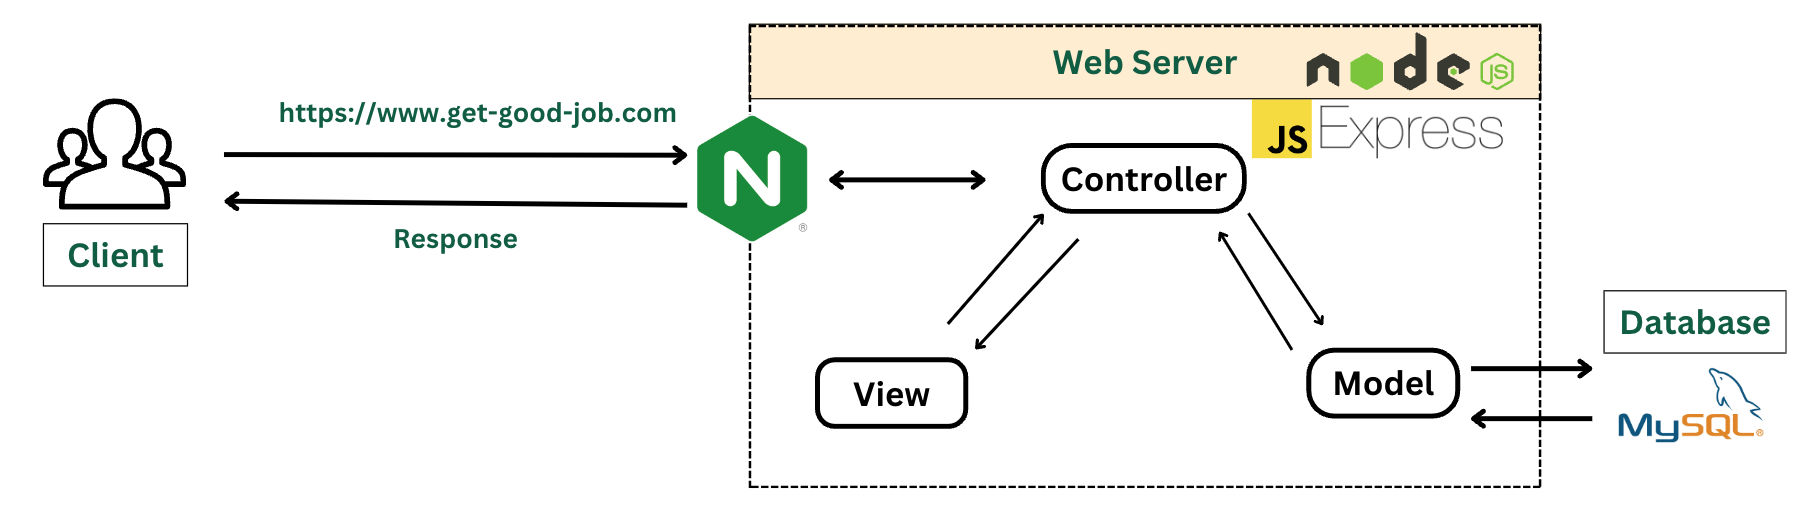 Web Server
node
JS
https://www.get-good-job.com
JS Express
N
®
Controller
Client
Response
Database
View
Model
MySQL®